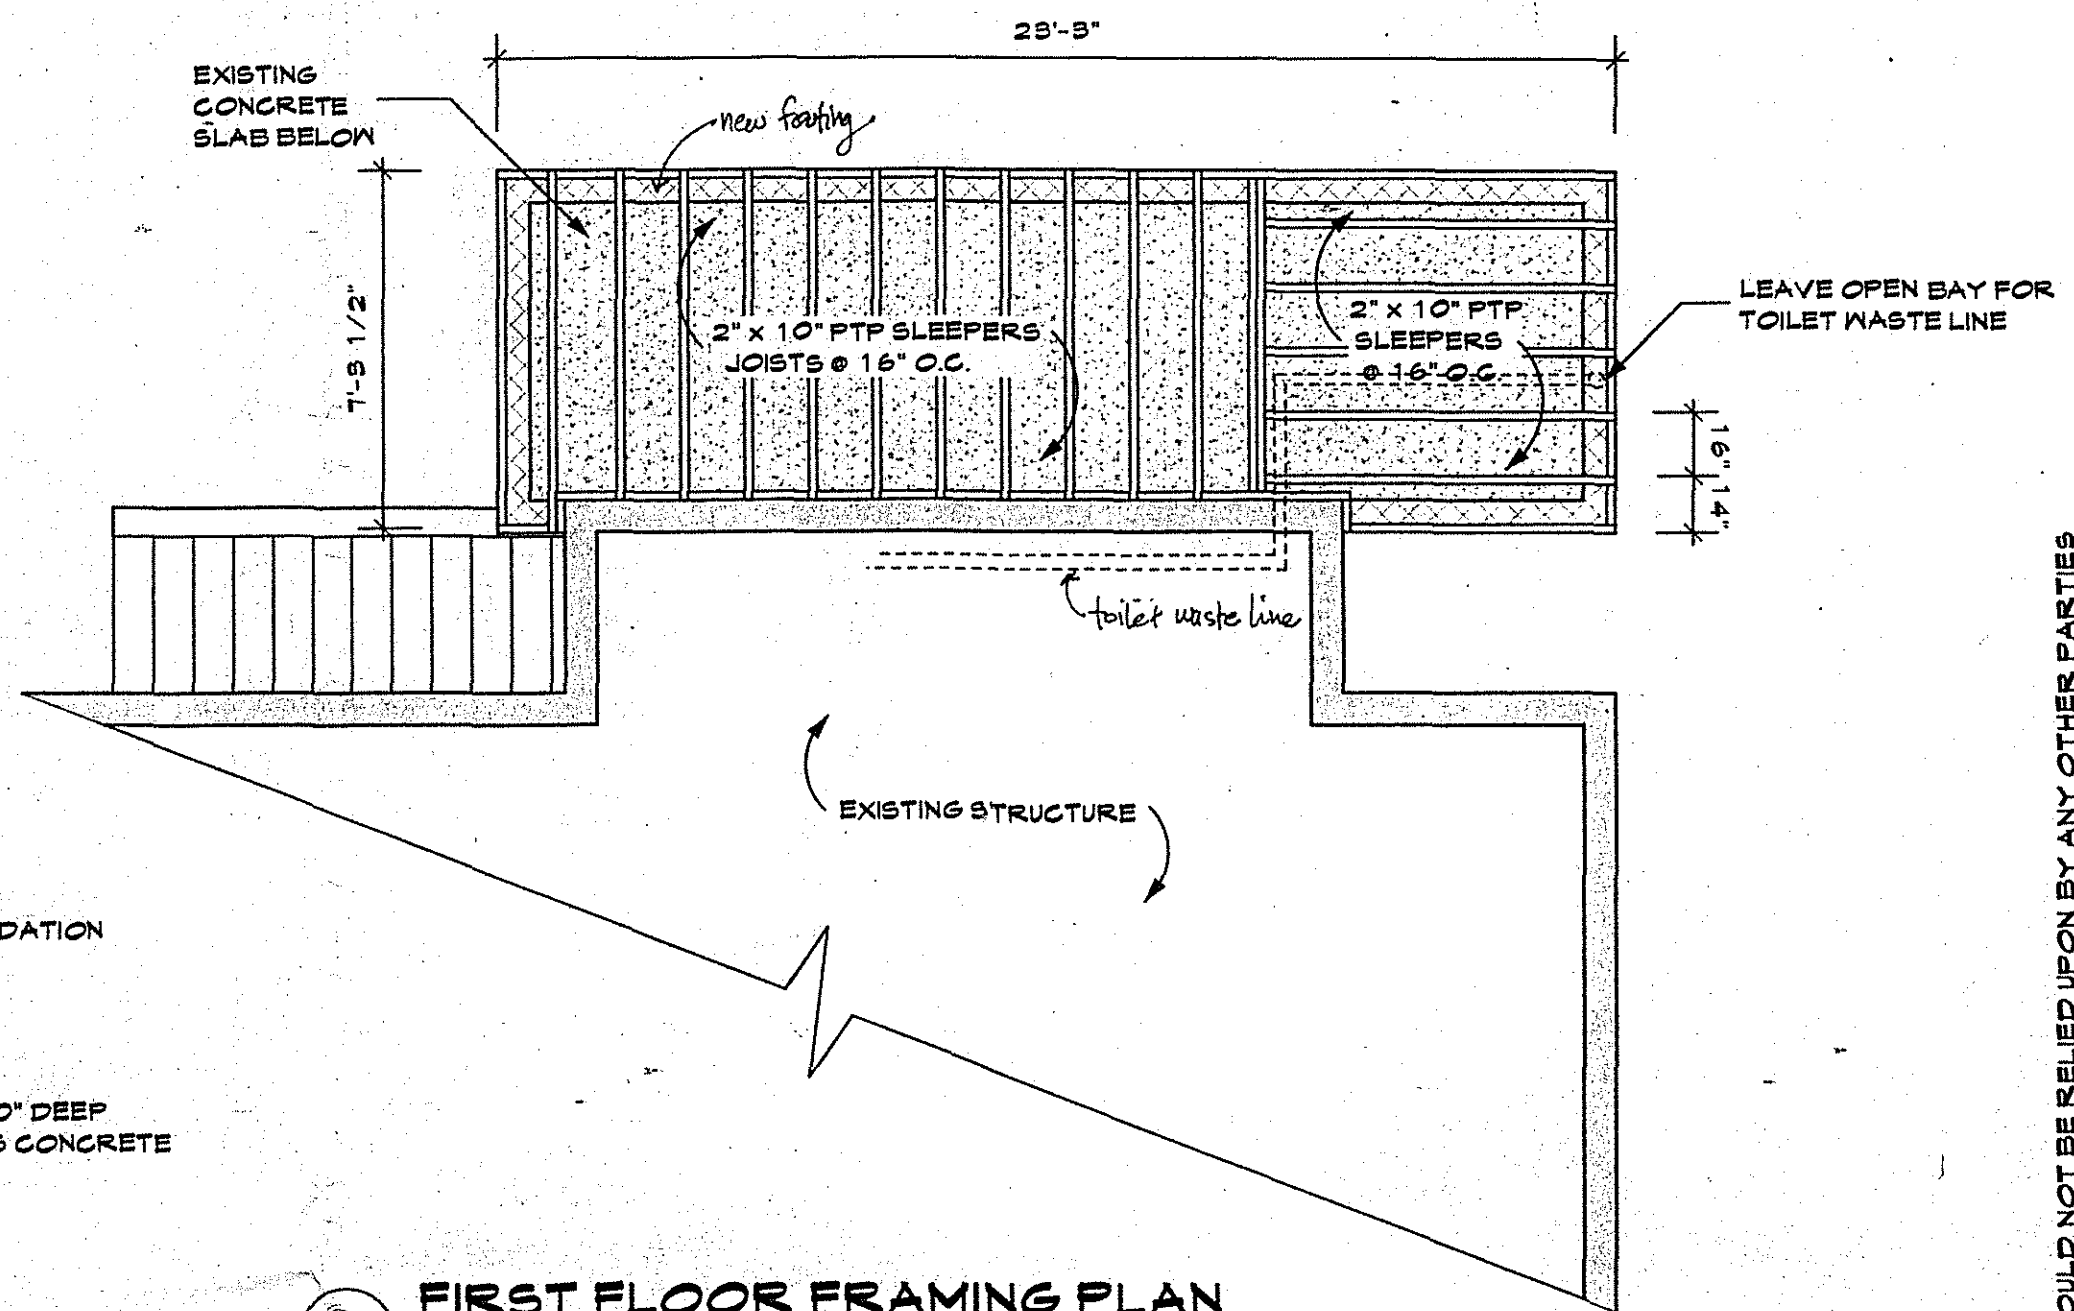 23'-3"
EXISTING
CONCRETE
SLAB BELOW
new footing
7'-3 1/2"
2" x 10" PTP SLEEPERS
JOISTS @ 16" O.C.
2" x 10" PTP
SLEEPERS
@ 16" O.C.
LEAVE OPEN BAY FOR
TOILET WASTE LINE
16"
14"
toilet waste line
EXISTING STRUCTURE
DATION
0" DEEP
CONCRETE
FIRST FLOOR FRAMING PLAN
OULD NOT BE RELIED UPON BY ANY OTHER PARTIES